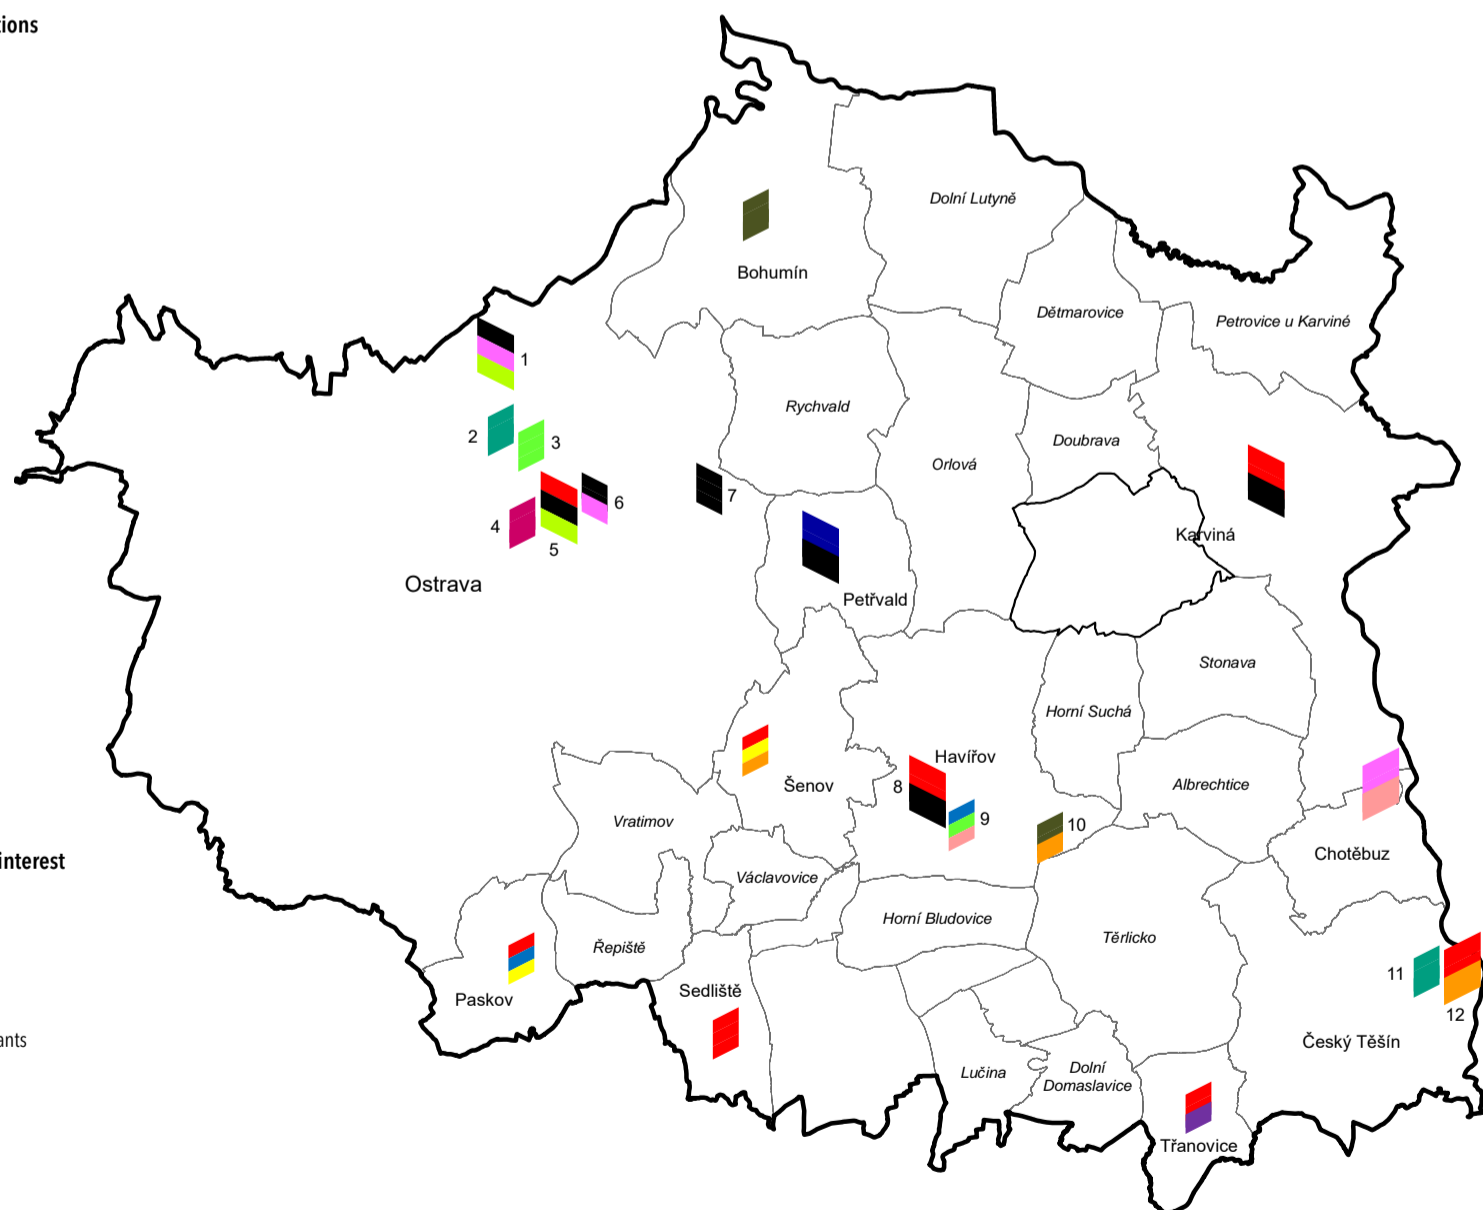 tions
Dolní Lutyně
Bohumín
Dětmarovice
Petrovice u Karviné
1
Rychvald
2
3
Doubrava
Orlová
4
5
6
7
Karviná
Ostrava
Petřvald
Stonava
Horní Suchá
Havířov
8
Šenov
Albrechtice
9
10
Vratimov
Chotěbuz
interest
Václavovice
Horní Bludovice
Těrlicko
Řepiště
11
12
Paskov
Sedliště
Český Těšín
ants
Lučina
Dolní
Domaslavice
Třanovice